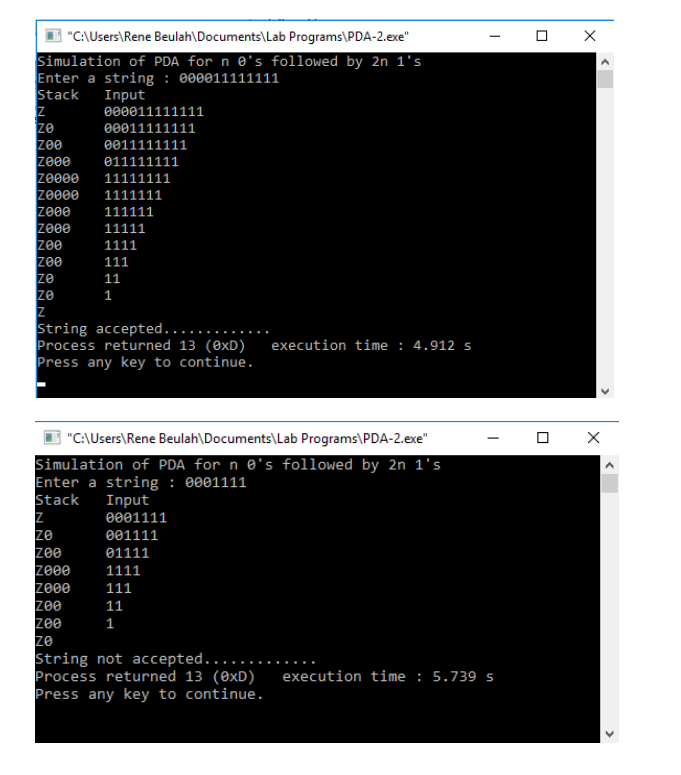 "C:\Users\Rene Beulah\Documents\Lab Programs\PDA-2.exe"
Simulation of PDA for n 0's followed by 2n 1's
Enter a string : 000011111111
Stack Input
Z 000011111111
Z0 00011111111
Z00 0011111111
Z000 011111111
Z0000 11111111
Z0000 1111111
Z000 111111
Z000 11111
Z00 1111
Z00 111
Z0 11
Z0 1
Z
String accepted.............
Process returned 13 (0xD) execution time : 4.912 s
Press any key to continue.
"C:\Users\Rene Beulah\Documents\Lab Programs\PDA-2.exe"
Simulation of PDA for n 0's followed by 2n 1's
Enter a string : 0001111
Stack Input
Z 0001111
Z0 001111
Z00 01111
Z000 1111
Z000 111
Z00 11
Z00 1
Z0
String not accepted.............
Process returned 13 (0xD) execution time : 5.739 s
Press any key to continue.